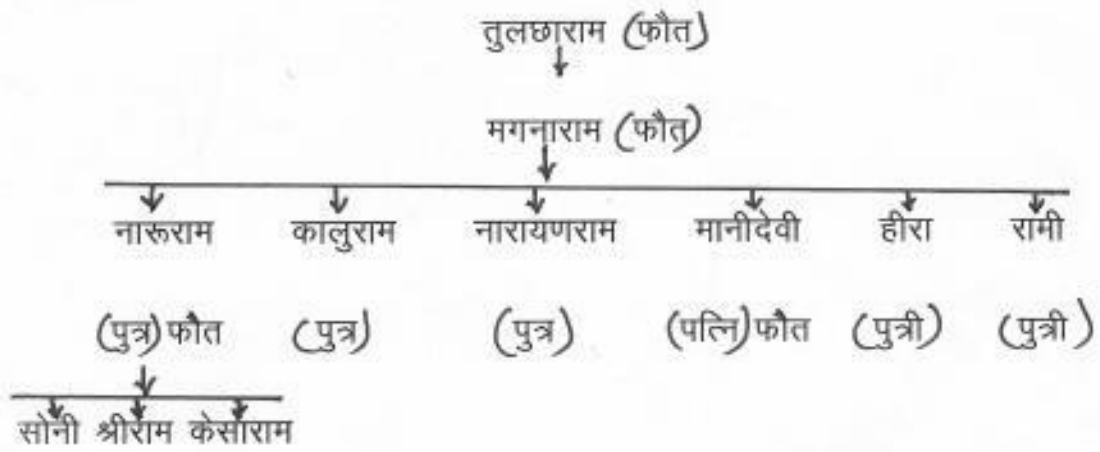 तुलछाराम (फौत)
मगनाराम (फौत)
नारूराम कालुराम नारायणराम मानीदेवी हीरा रामी
(पुत्र) फौत (पुत्र) (पुत्र) (पत्नि) फौत (पुत्री) (पुत्री)
सोनी श्रीराम केसाराम